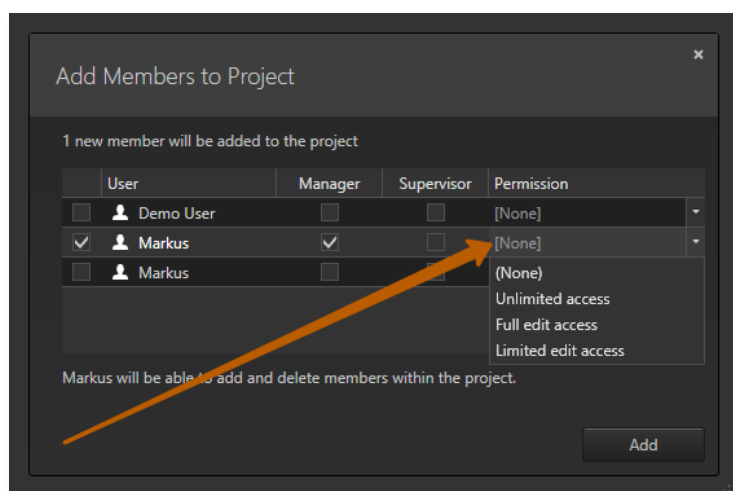 Add Members to Project
1 new member will be added to the project
User Manager Supervisor Permission
Demo User [None]
Markus [None]
Markus
(None)
Unlimited access
Full edit access
Limited edit access
Markus will be able to add and delete members within the project.
Add